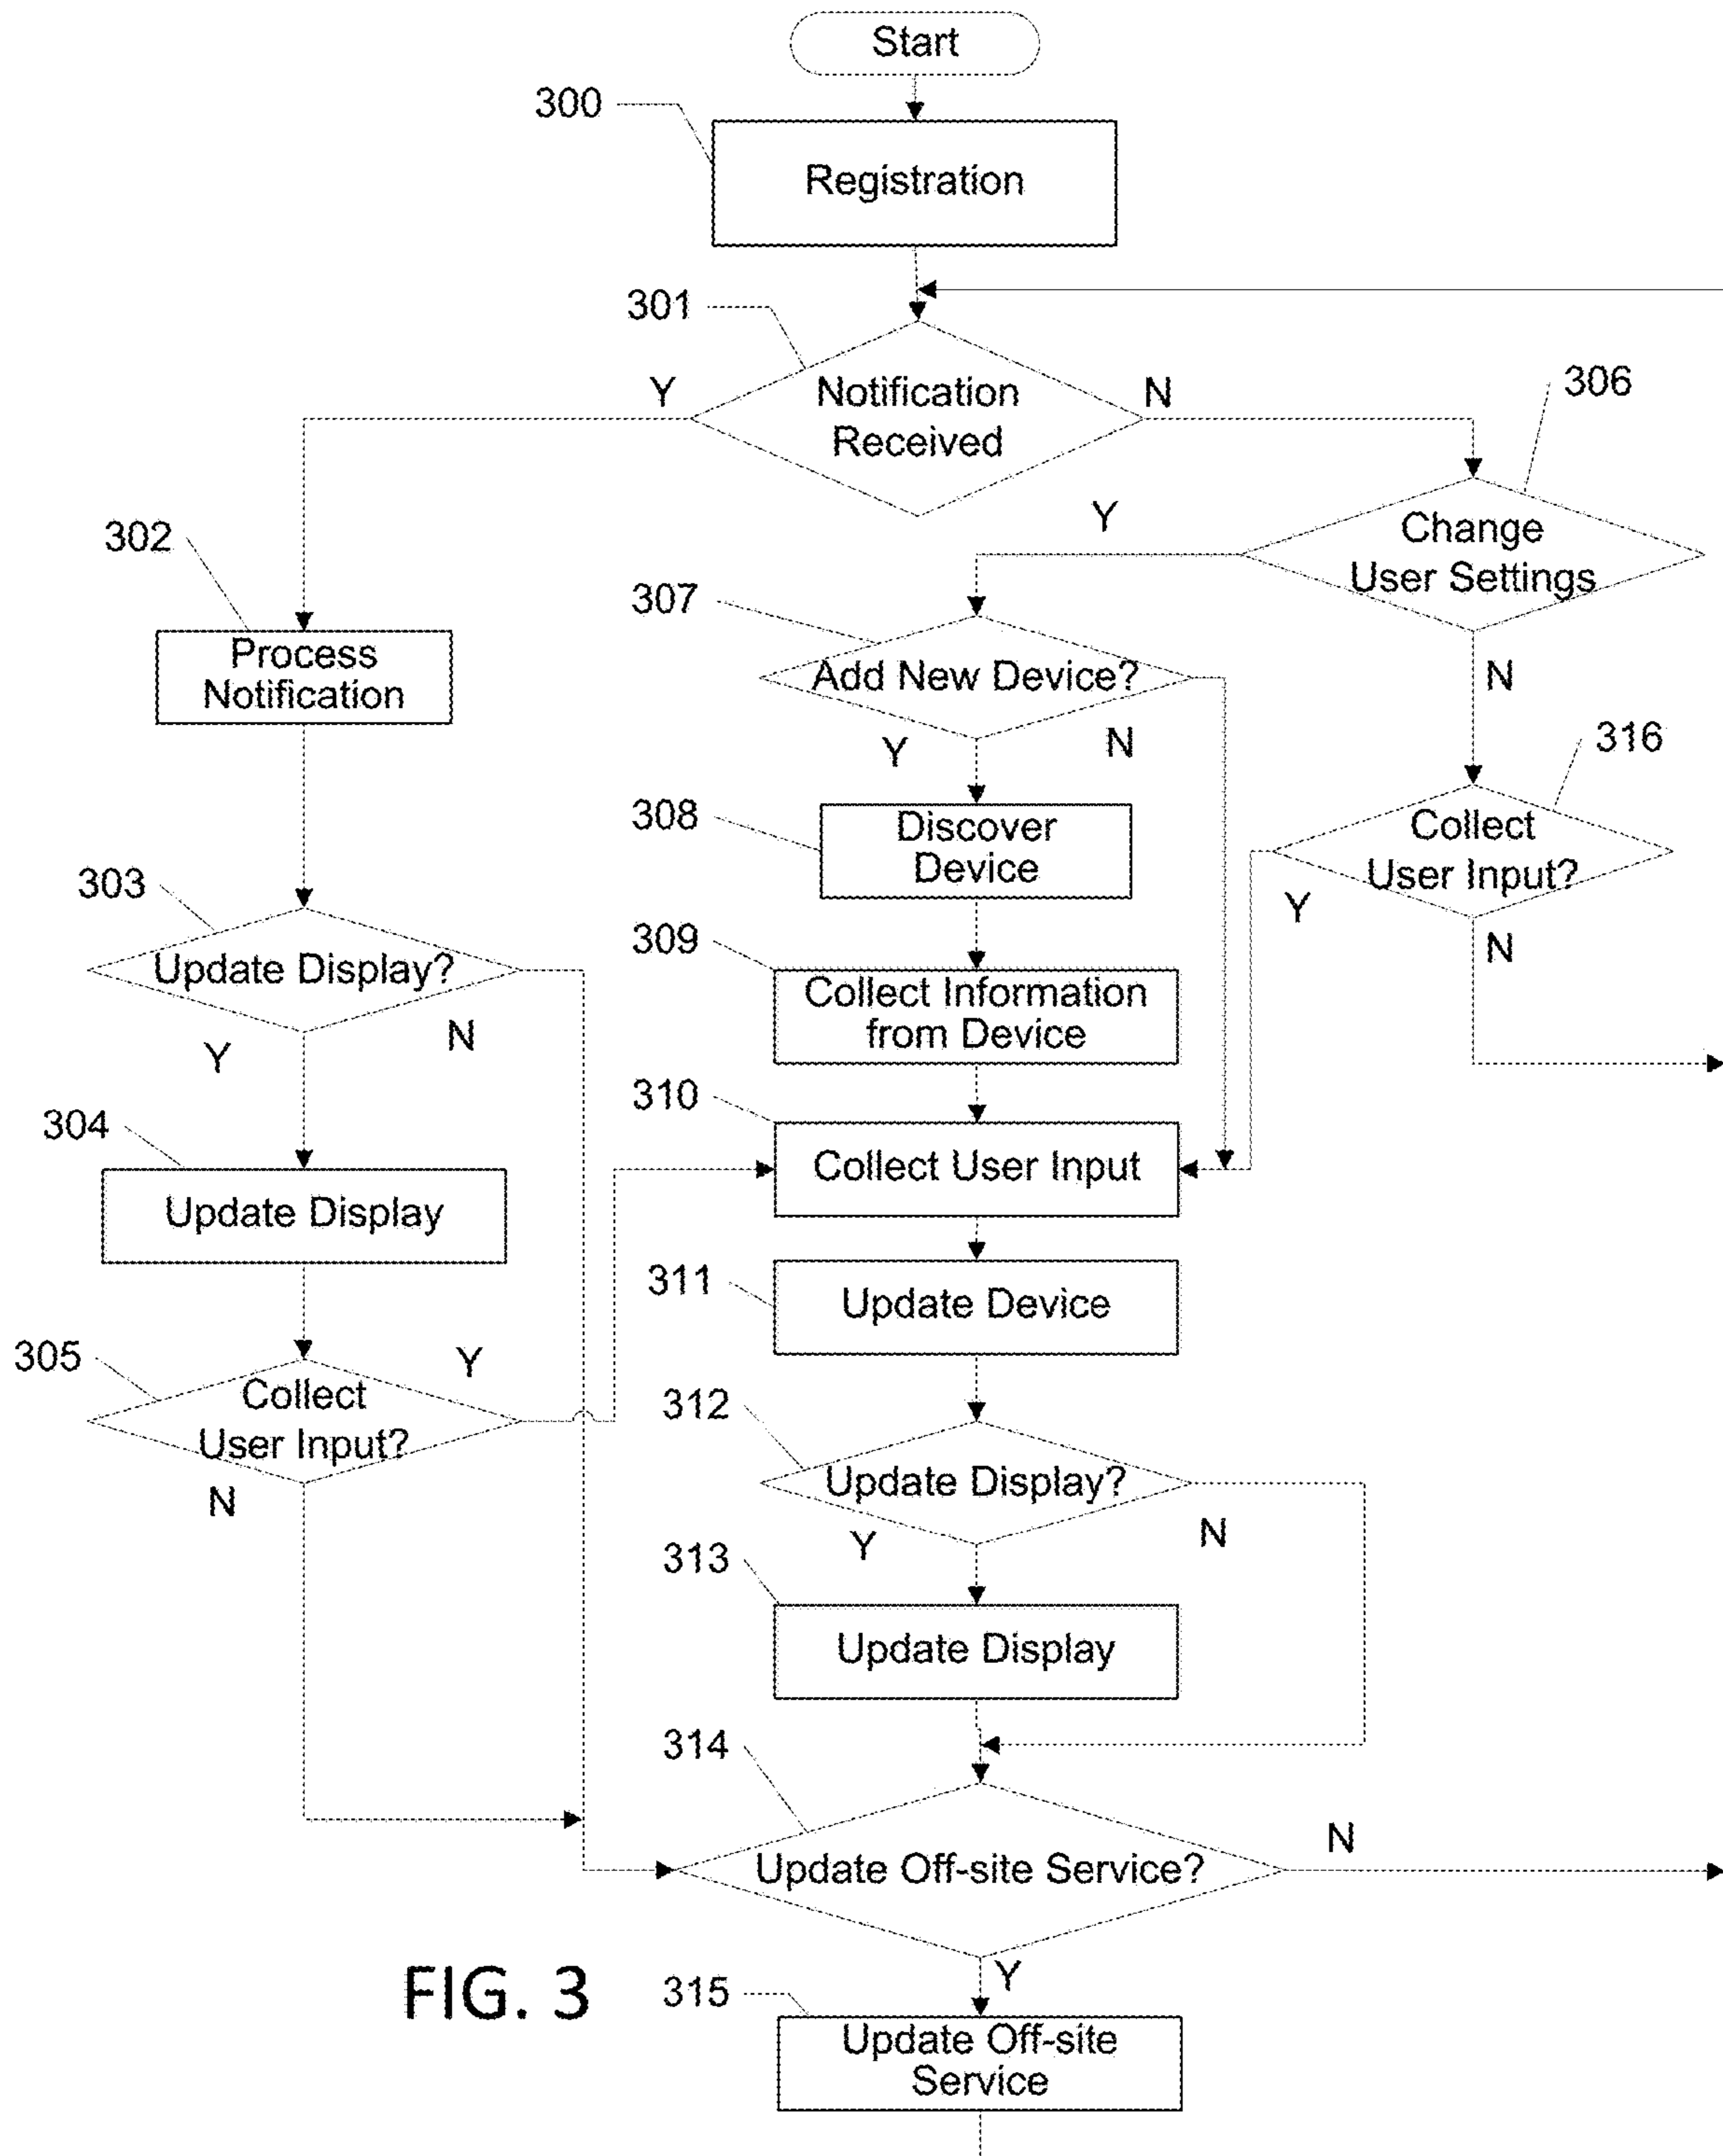 Start
300
Registration
301
Y
Notification
Received
N
306
Change
User Settings
Y
N
302
Process
Notification
307
Add New Device?
Y
N
316
Collect
User Input?
Y
N
308
Discover
Device
303
Update Display?
Y
N
309
Collect Information
from Device
304
Update Display
310
Collect User Input
311
Update Device
305
Collect
User Input?
Y
N
312
Update Display?
Y
N
313
Update Display
314
Update Off-site Service?
N
Y
FIG. 3
315
Update Off-site
Service